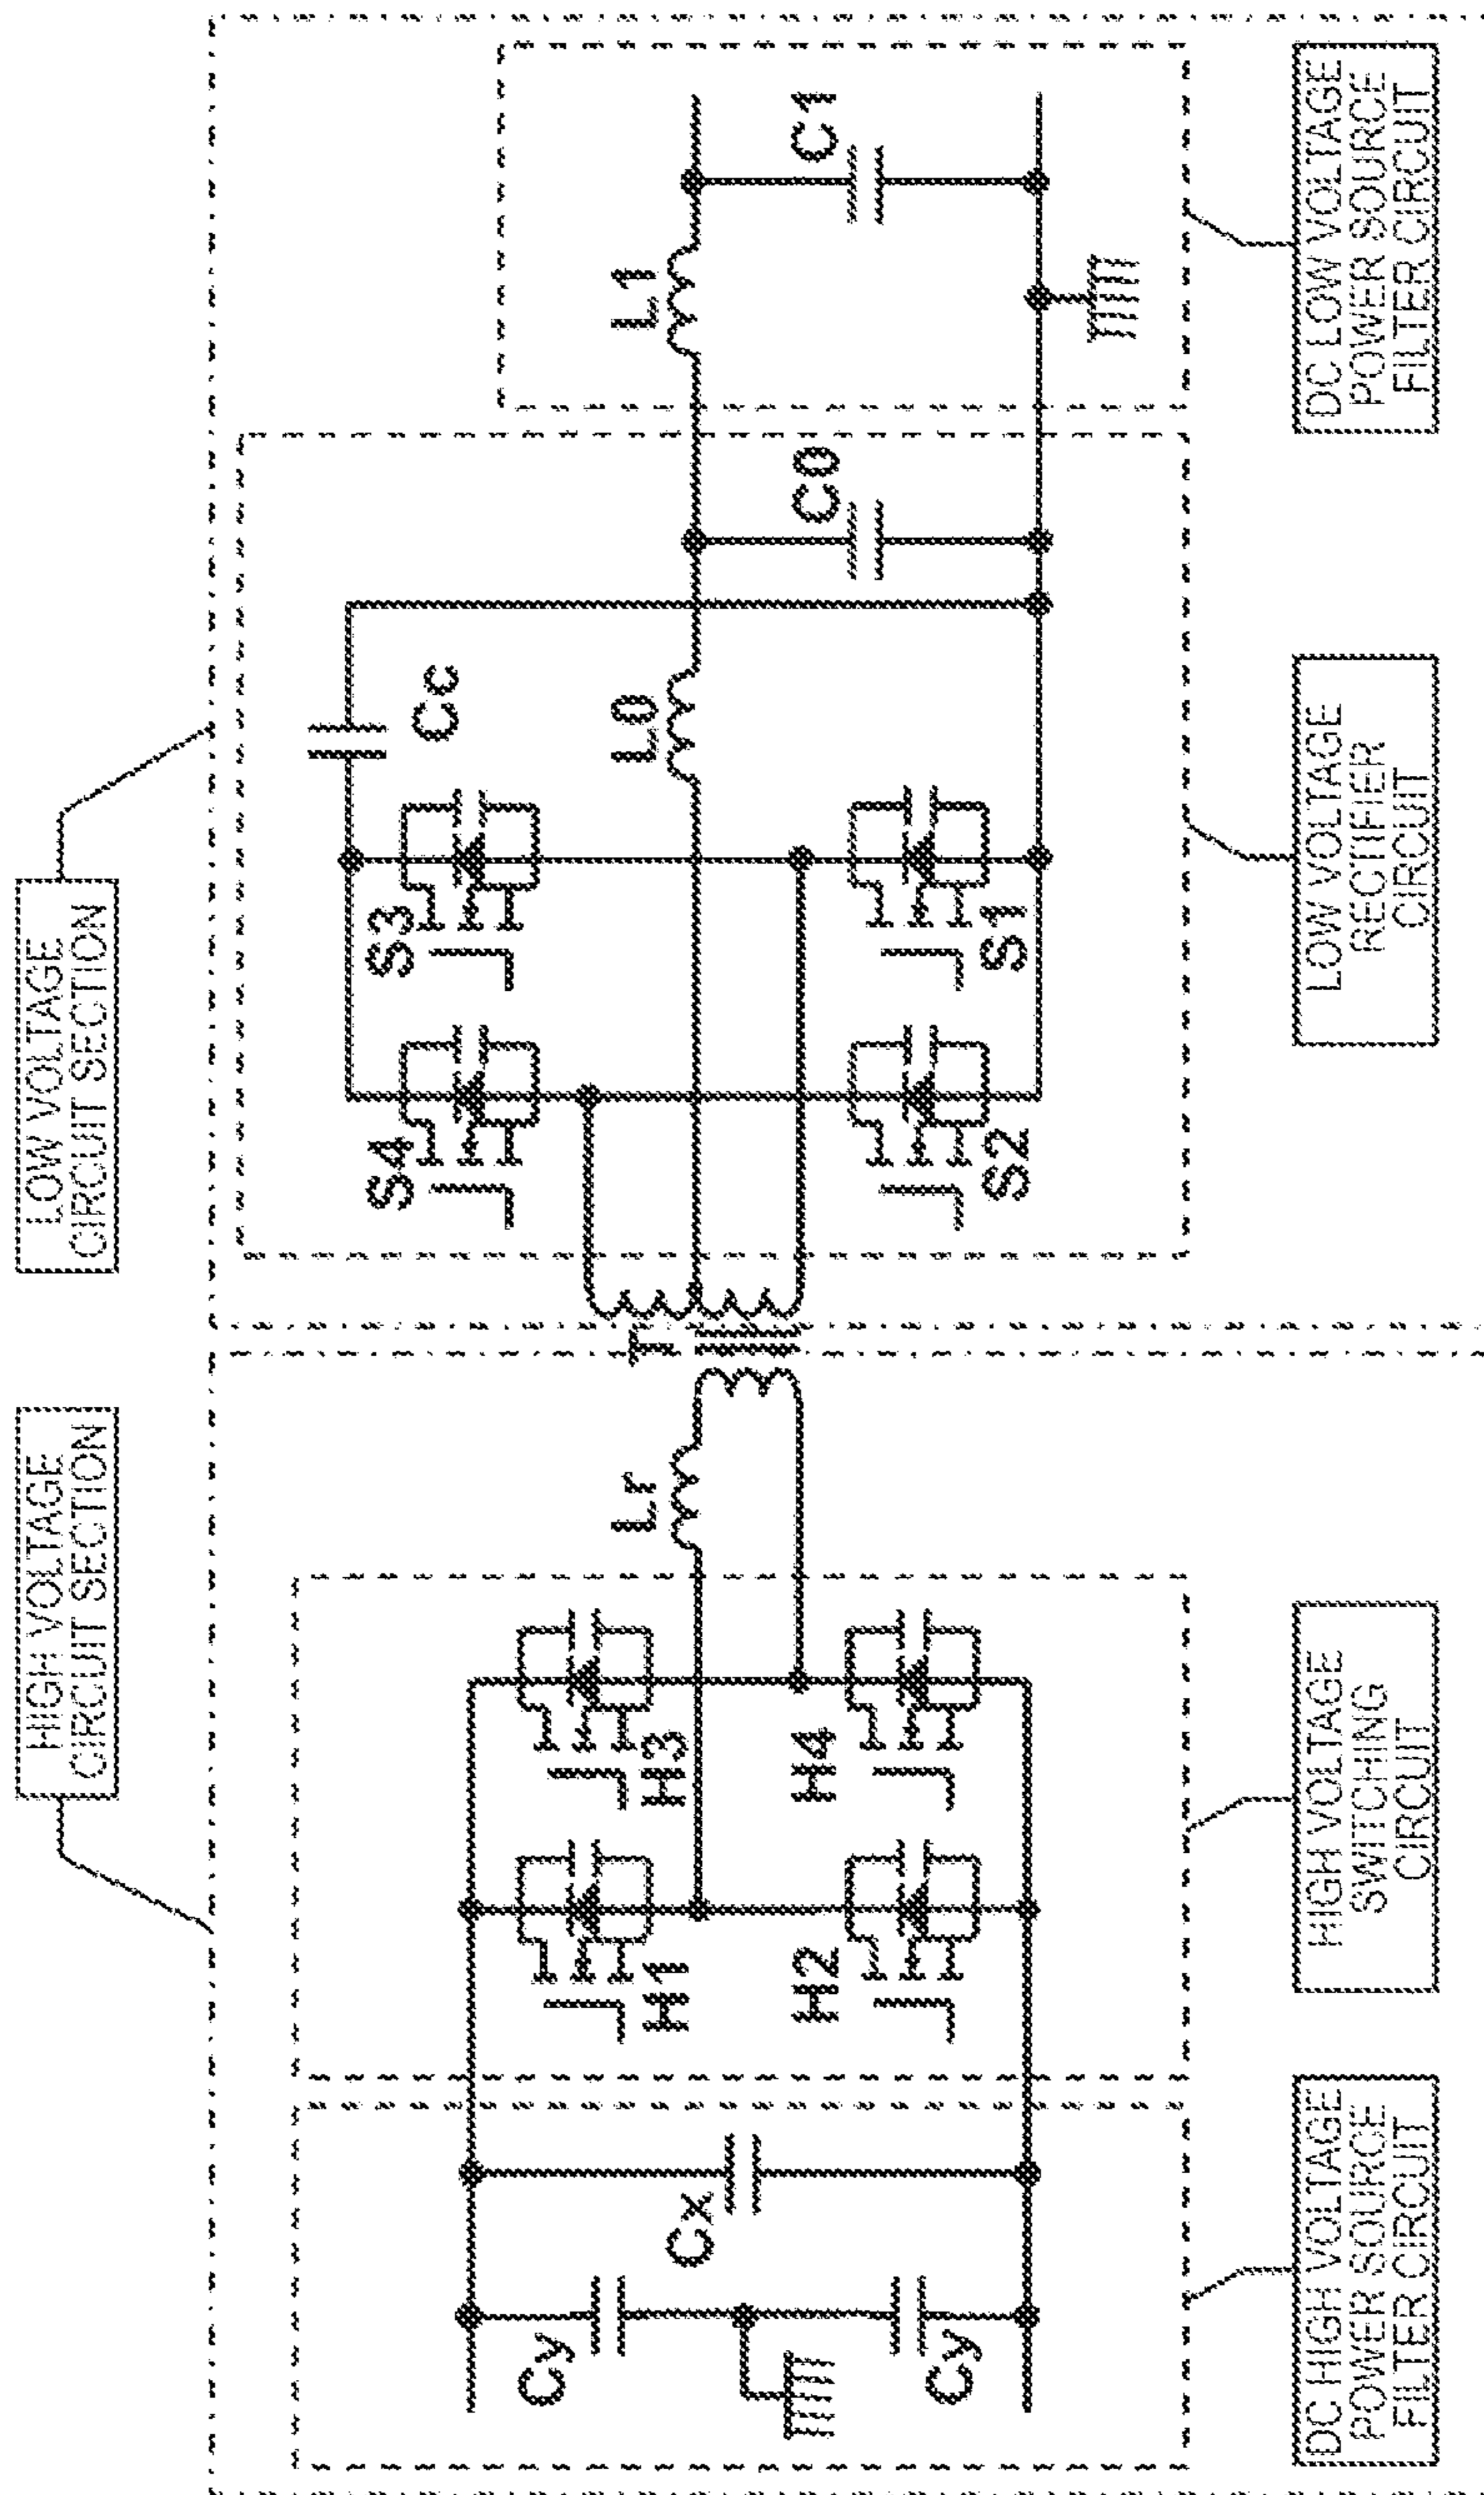 HIGH VOLTAGE
CIRCUIT SECTION
LOW VOLTAGE
CIRCUIT SECTION
S4
S3
Cc
Cy
Cx
H1
H3
Lr
T
L0
L1
Cy
H2
H4
S2
S1
C0
C1
DC HIGH VOLTAGE
POWER SOURCE
FILTER CIRCUIT
HIGH VOLTAGE
SWITCHING
CIRCUIT
LOW VOLTAGE
RECTIFIER
CIRCUIT
DC LOW VOLTAGE
POWER SOURCE
FILTER CIRCUIT